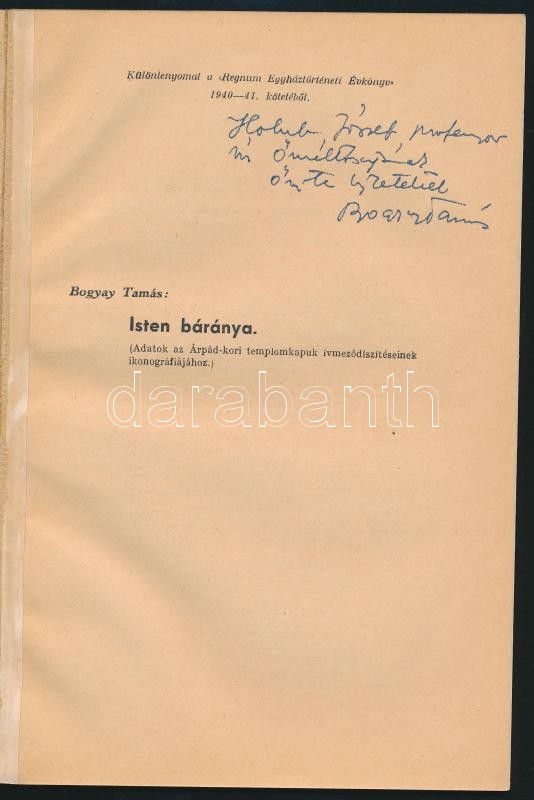 Különlenyomat a «Regnum Egyháztörténeti Évkönyv»
1940—41. kötetéből.
Holub József professor
úr őméltóságának
őszinte tisztelettel
Bogyay Tamás
Bogyay Tamás:
Isten báránya.
(Adatok az Árpád-kori templomkapuk ívmeződíszítéseinek
ikonográfiájához.)
darabanth